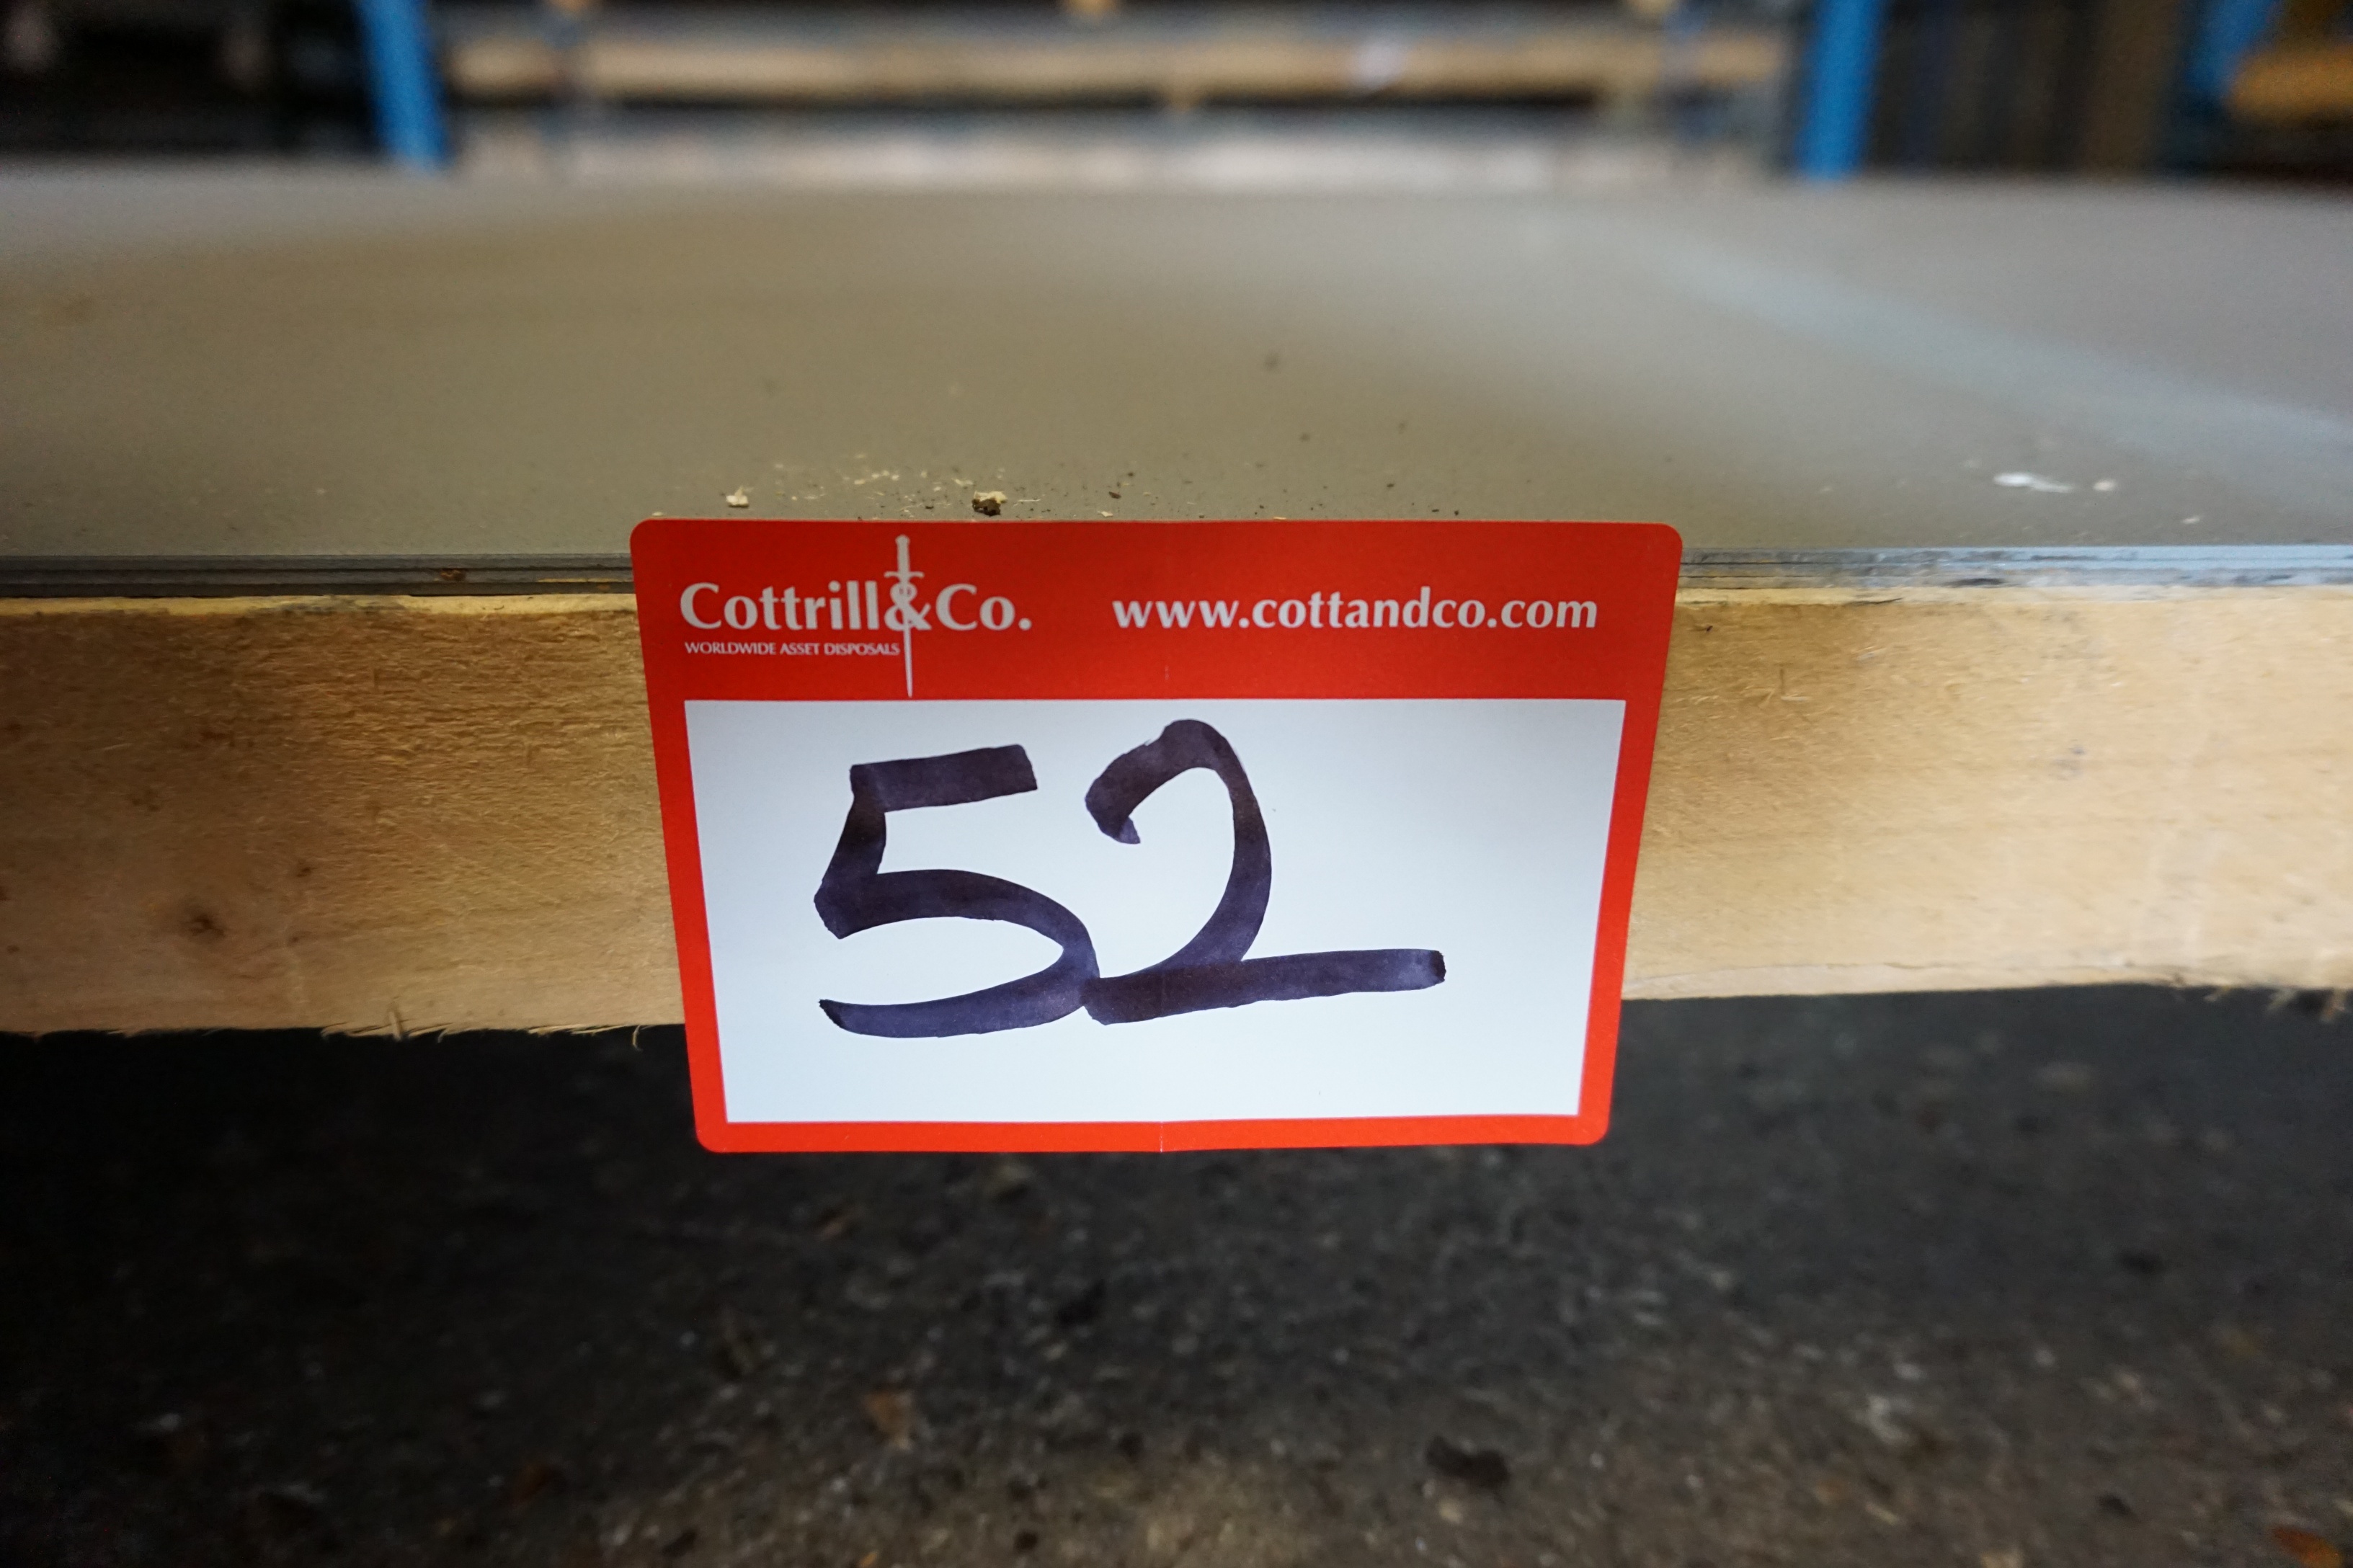 Cottrill&Co. www.cottandco.com
WORLDWIDE ASSET DISPOSALS
52